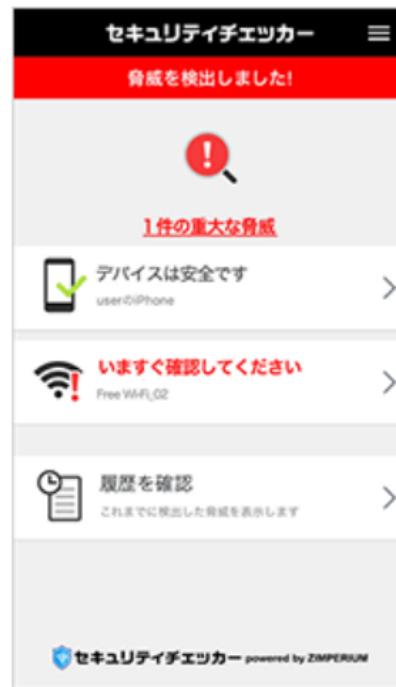 セキュリティチェッカー
脅威を検出しました!
1件の重大な脅威
デバイスは安全です
userのiPhone
いますぐ確認してください
Free Wi-Fi_02
履歴を確認
これまでに検出した脅威を表示します
セキュリティチェッカー powered by ZIMPERIUM